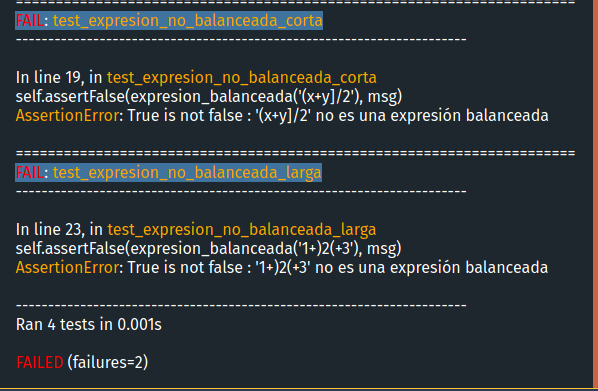 ======================================================================
FAIL: test_expresion_no_balanceada_corta
----------------------------------------------------------------------
In line 19, in test_expresion_no_balanceada_corta
self.assertFalse(expresion_balanceada('(x+y]/2'), msg)
AssertionError: True is not false : '(x+y]/2' no es una expresión balanceada
======================================================================
FAIL: test_expresion_no_balanceada_larga
----------------------------------------------------------------------
In line 23, in test_expresion_no_balanceada_larga
self.assertFalse(expresion_balanceada('1+)2(+3'), msg)
AssertionError: True is not false : '1+)2(+3' no es una expresión balanceada
----------------------------------------------------------------------
Ran 4 tests in 0.001s
FAILED (failures=2)